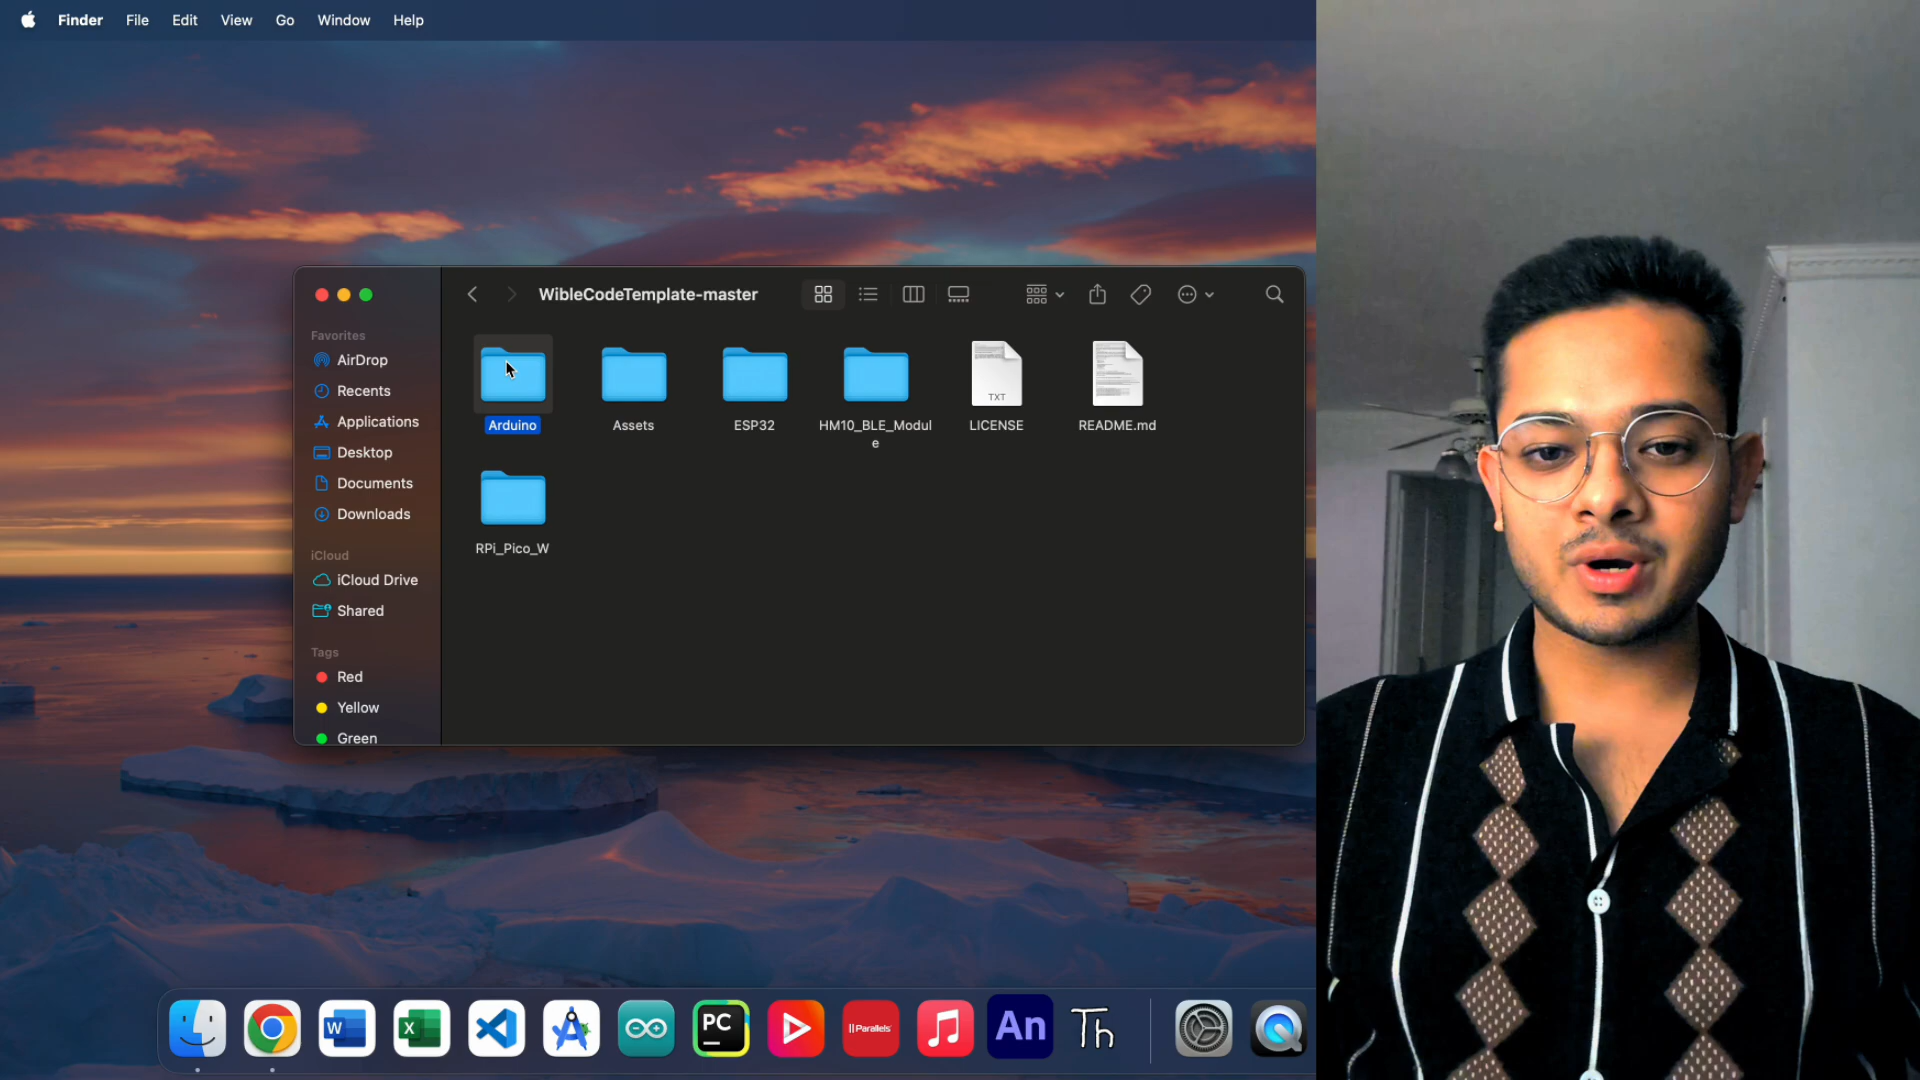 Finder File Edit View Go Window Help
WibleCodeTemplate-master
Favorites
AirDrop
Recents
Applications
Desktop
Documents
Downloads
iCloud
iCloud Drive
Shared
Tags
Red
Yellow
Green
Arduino Assets ESP32 HM10_BLE_Modul
e
TXT
LICENSE README.md
RPi_Pico_W
W X PC Parallels An Th